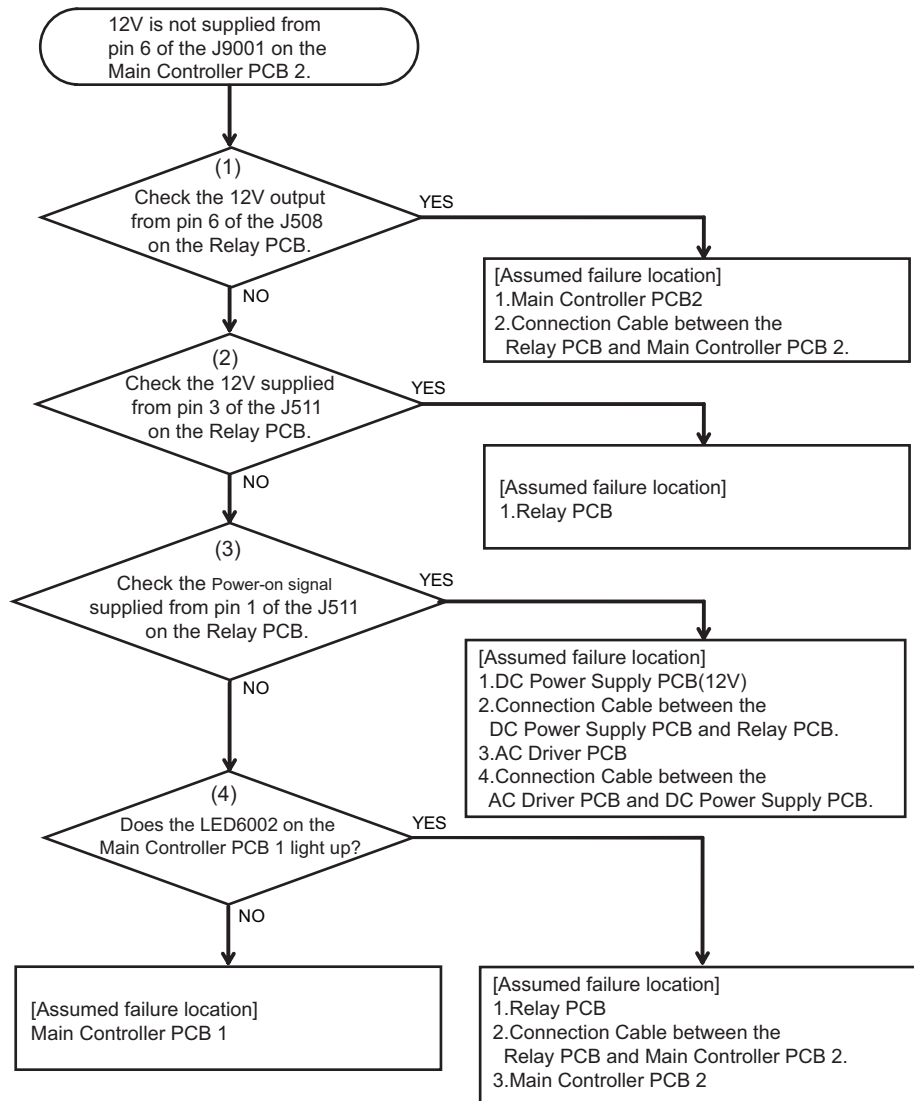 12V is not supplied from
pin 6 of the J9001 on the
Main Controller PCB 2.
(1)
Check the 12V output
from pin 6 of the J508
on the Relay PCB.
YES
NO
[Assumed failure location]
1.Main Controller PCB2
2.Connection Cable between the
Relay PCB and Main Controller PCB 2.
(2)
Check the 12V supplied
from pin 3 of the J511
on the Relay PCB.
YES
NO
[Assumed failure location]
1.Relay PCB
(3)
Check the Power-on signal
supplied from pin 1 of the J511
on the Relay PCB.
YES
NO
[Assumed failure location]
1.DC Power Supply PCB(12V)
2.Connection Cable between the
DC Power Supply PCB and Relay PCB.
3.AC Driver PCB
4.Connection Cable between the
AC Driver PCB and DC Power Supply PCB.
(4)
Does the LED6002 on the
Main Controller PCB 1 light up?
YES
NO
[Assumed failure location]
Main Controller PCB 1
[Assumed failure location]
1.Relay PCB
2.Connection Cable between the
Relay PCB and Main Controller PCB 2.
3.Main Controller PCB 2